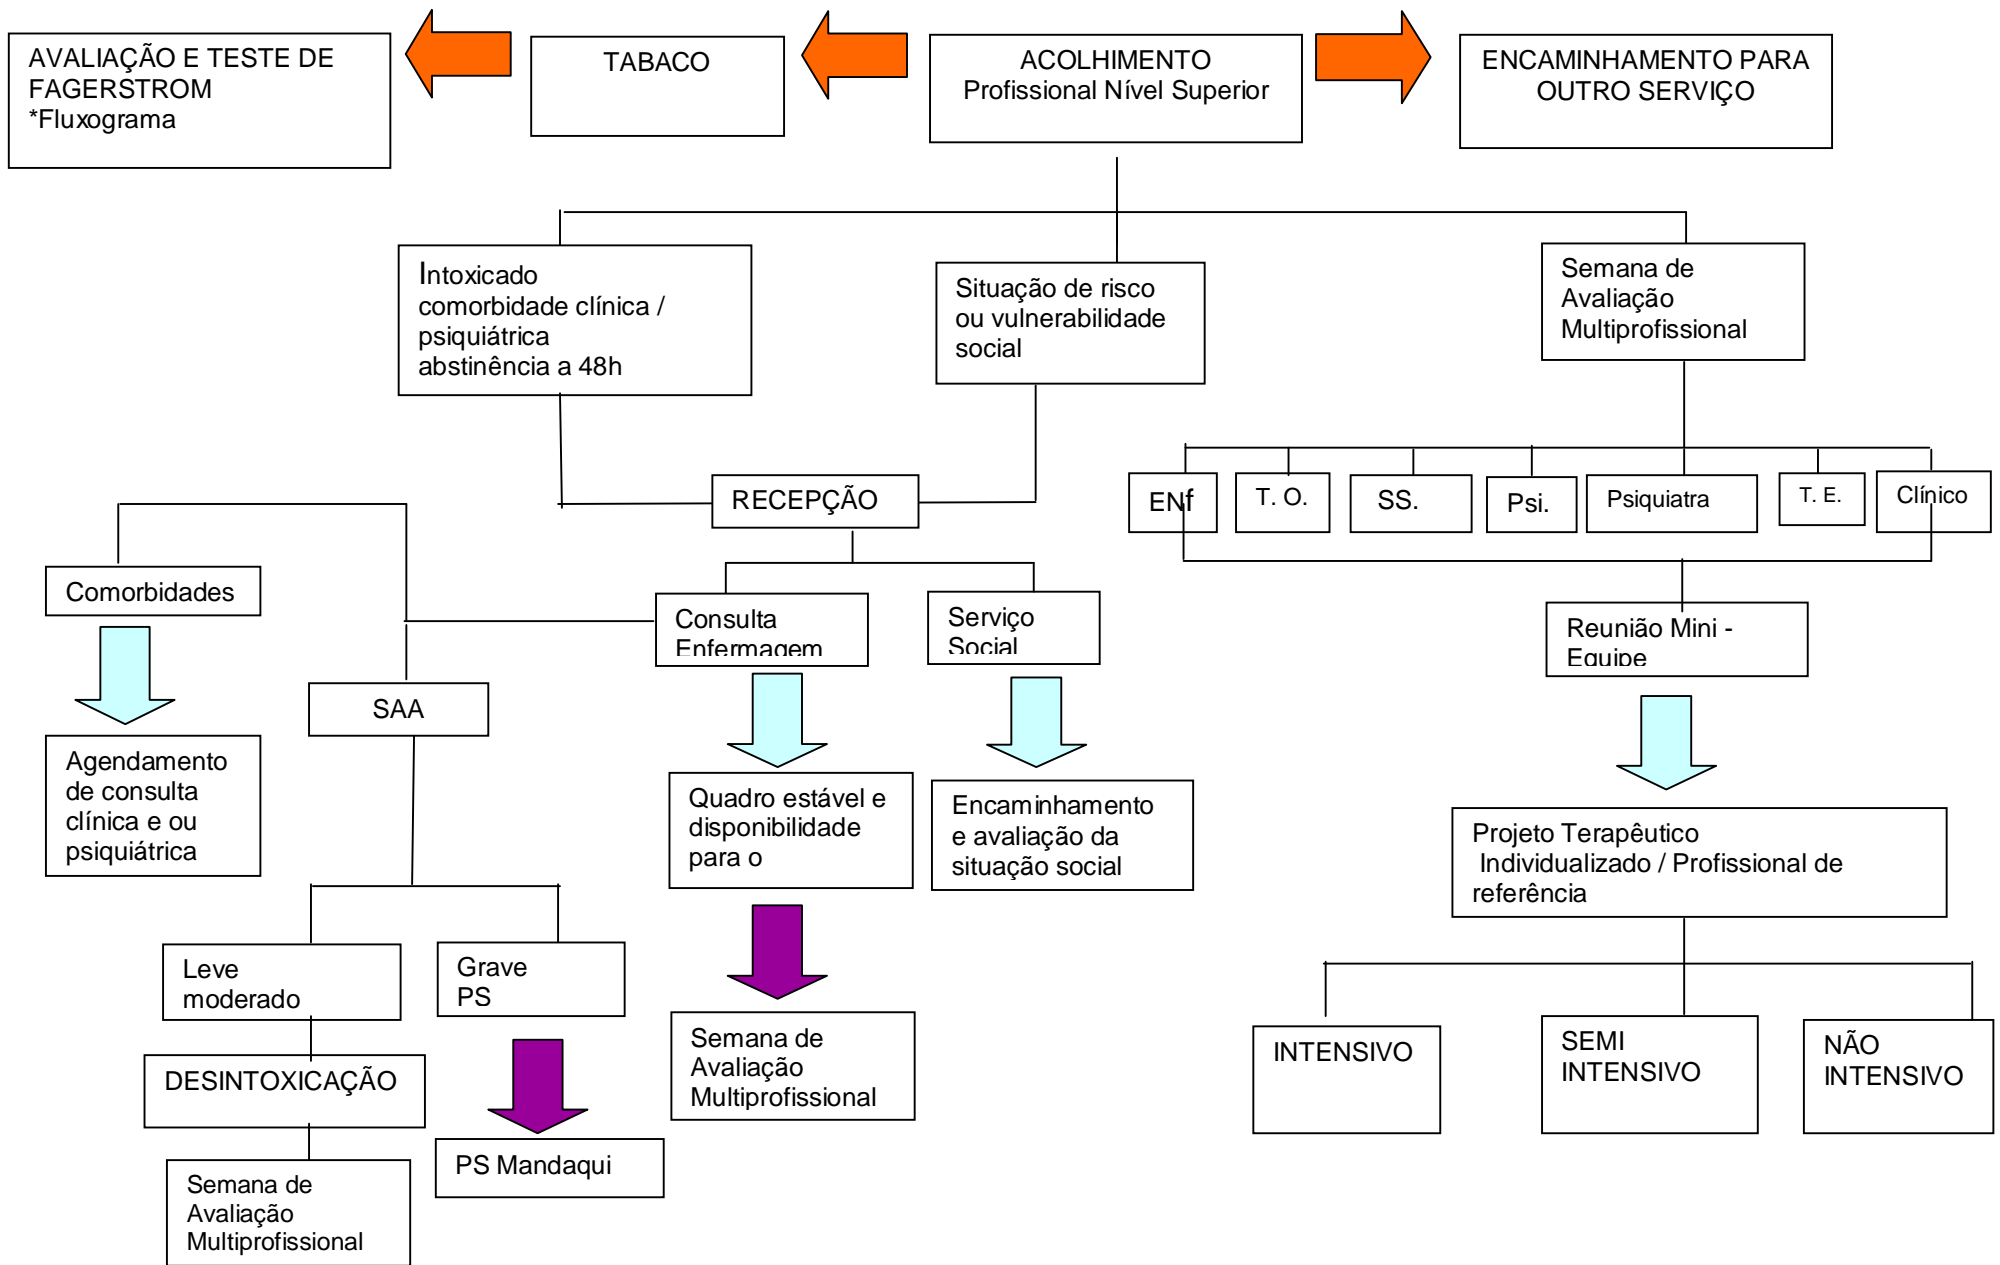 AVALIAÇÃO E TESTE DE
FAGERSTROM
*Fluxograma
TABACO
ACOLHIMENTO
Profissional Nível Superior
ENCAMINHAMENTO PARA
OUTRO SERVIÇO
Intoxicado
comorbidade clínica /
psiquiátrica
abstinência a 48h
Situação de risco
ou vulnerabilidade
social
Semana de
Avaliação
Multiprofissional
RECEPÇÃO
ENf
T. O.
SS.
Psi.
Psiquiatra
T. E.
Clínico
Comorbidades
Consulta
Enfermagem
Serviço
Social
Reunião Mini -
Equipe
SAA
Agendamento
de consulta
clínica e ou
psiquiátrica
Quadro estável e
disponibilidade
para o
Encaminhamento
e avaliação da
situação social
Projeto Terapêutico
Individualizado / Profissional de
referência
Leve
moderado
Grave
PS
DESINTOXICAÇÃO
Semana de
Avaliação
Multiprofissional
INTENSIVO
SEMI
INTENSIVO
NÃO
INTENSIVO
PS Mandaqui
Semana de
Avaliação
Multiprofissional